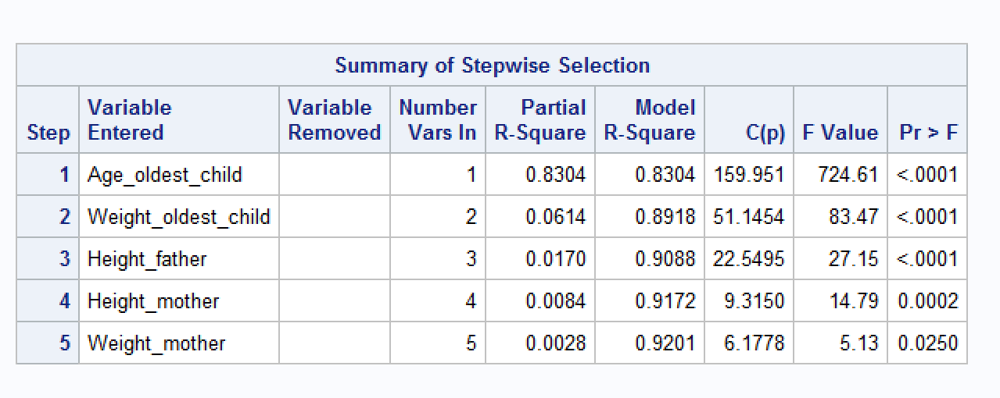 Summary of Stepwise Selection
Step Variable Entered Variable Removed Number Vars In Partial R-Square Model R-Square C(p) F Value Pr > F
1 Age_oldest_child 1 0.8304 0.8304 159.951 724.61 <.0001
2 Weight_oldest_child 2 0.0614 0.8918 51.1454 83.47 <.0001
3 Height_father 3 0.0170 0.9088 22.5495 27.15 <.0001
4 Height_mother 4 0.0084 0.9172 9.3150 14.79 0.0002
5 Weight_mother 5 0.0028 0.9201 6.1778 5.13 0.0250